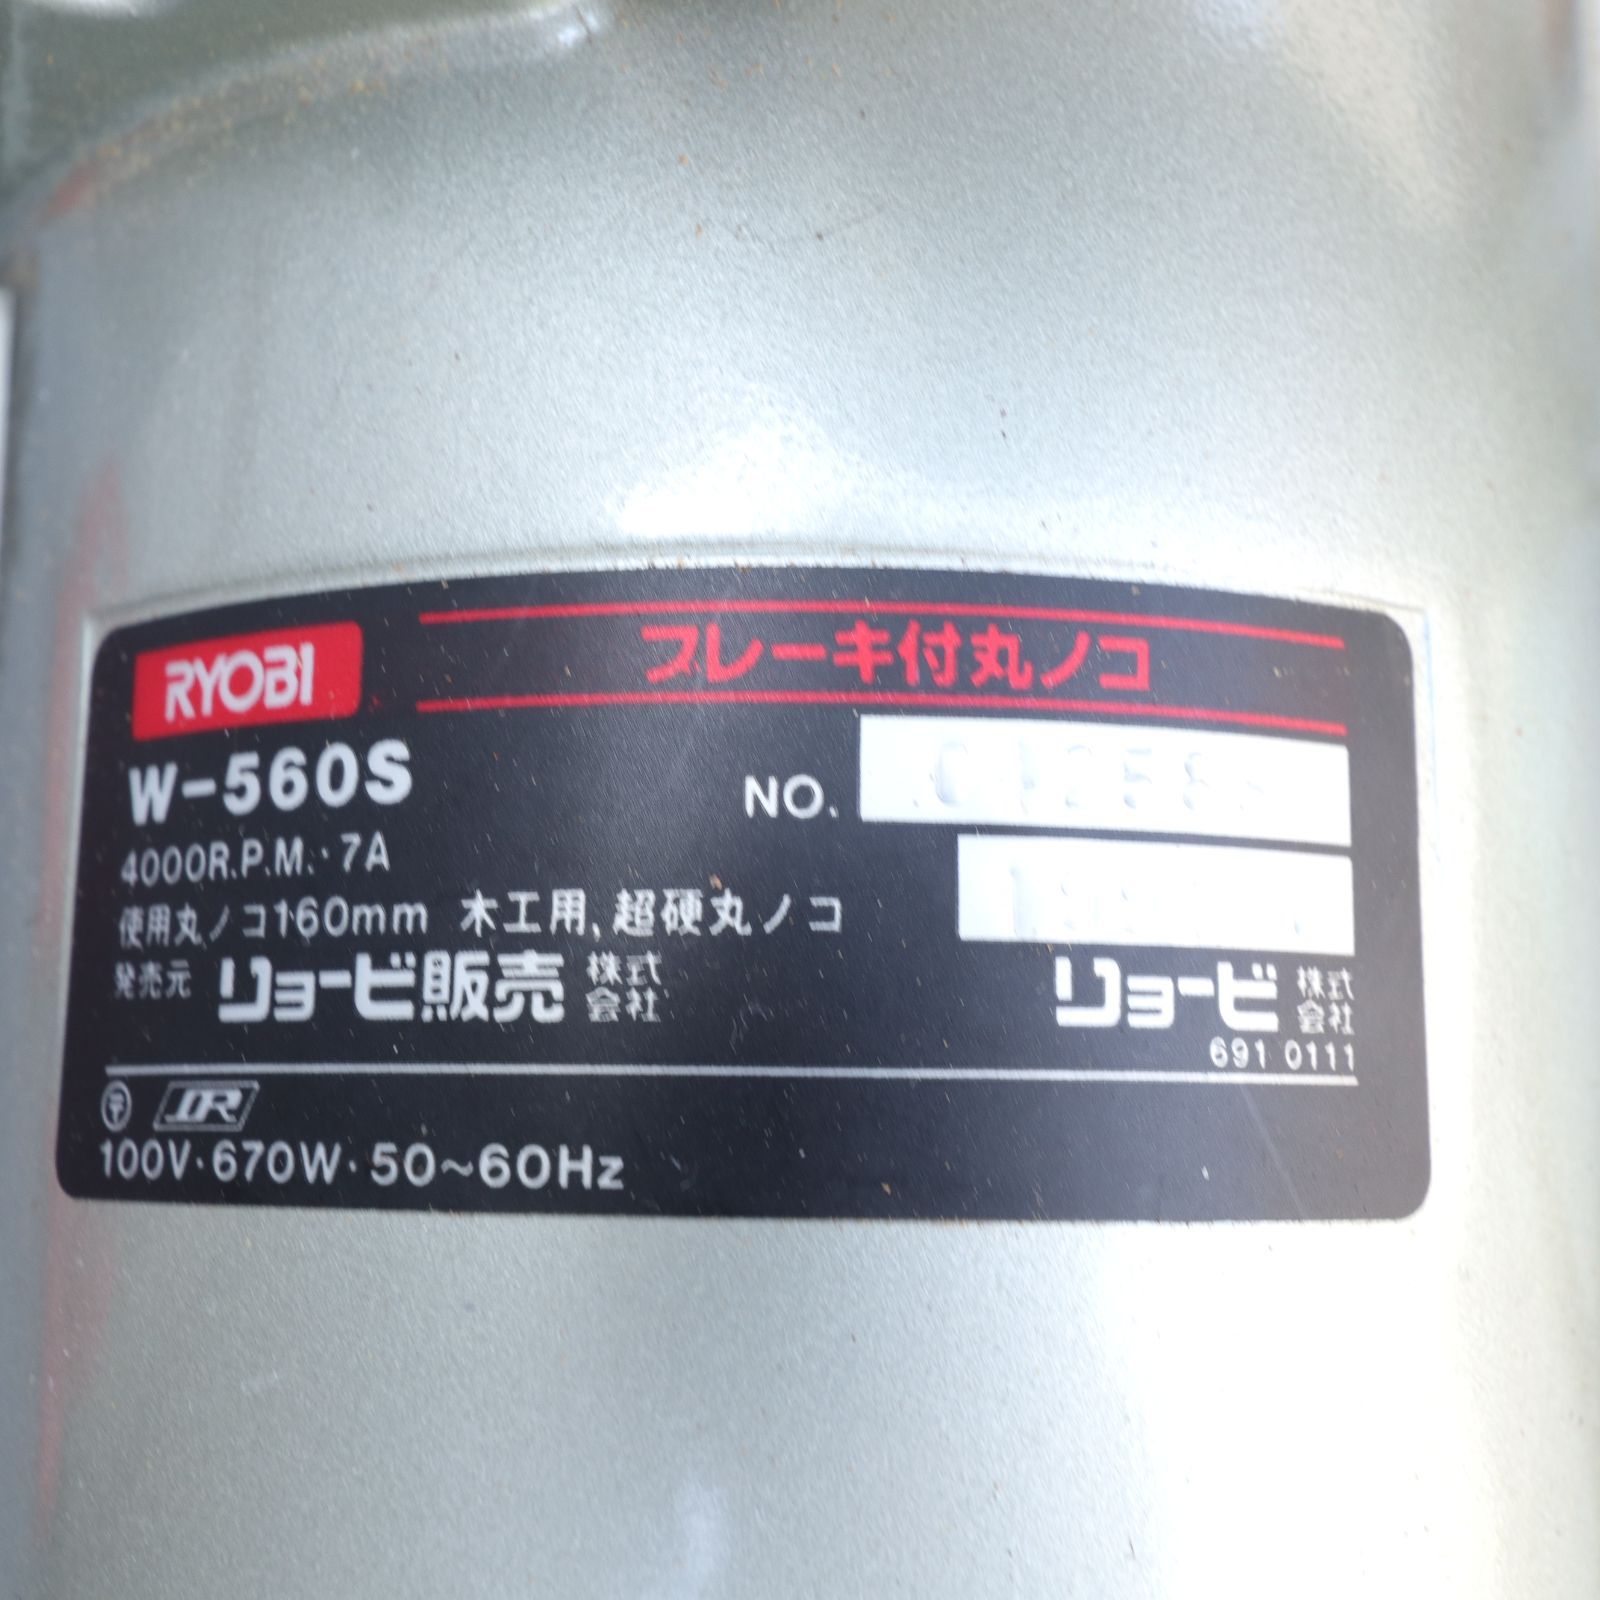 RYOBI
ブレーキ付丸ノコ
W-560S
NO.
4000R.P.M.・7A
使用丸ノコ160mm 木工用,超硬丸ノコ
発売元 リョービ販売株式会社
リョービ株式会社
691 0111
〒 JR
100V・670W・50~60Hz